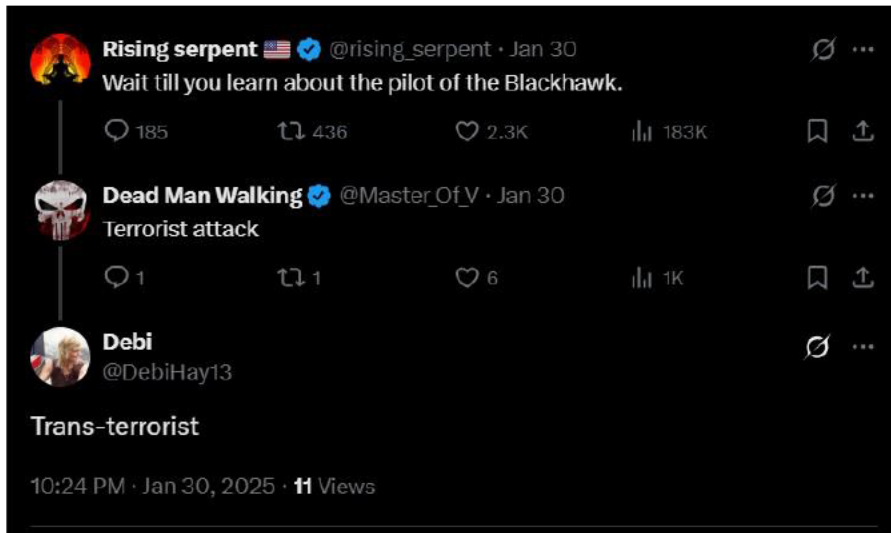 Rising serpent 🇺🇸 @rising_serpent · Jan 30
Wait till you learn about the pilot of the Blackhawk.
185 436 2.3K 183K
Dead Man Walking @Master_Of_V · Jan 30
Terrorist attack
1 1 6 1K
Debi
@DebiHay13
Trans-terrorist
10:24 PM · Jan 30, 2025 · 11 Views